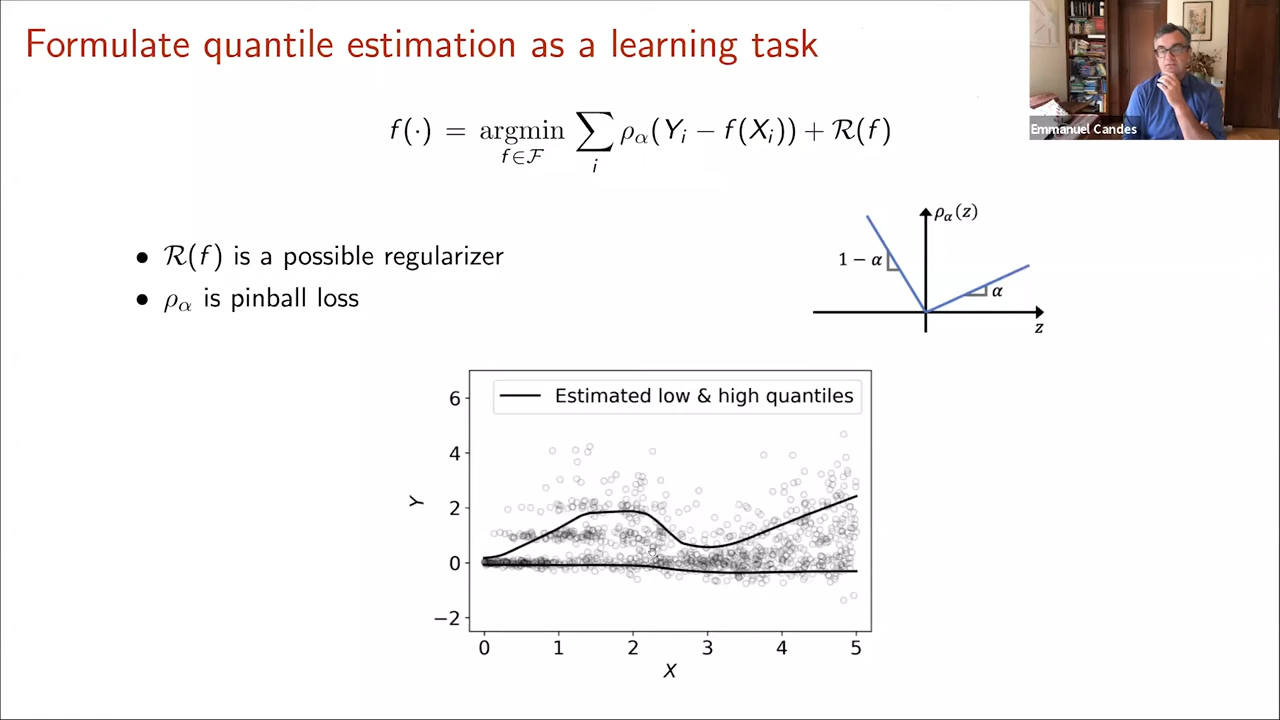 Formulate quantile estimation as a learning task
Emmanuel Candes
f(·) = argmin ∑ ρα(Yi − f(Xi)) + R(f)
f∈F
i
• R(f) is a possible regularizer
• ρα is pinball loss
ρα(z)
1 − α
α
z
Estimated low & high quantiles
6
4
2
0
−2
Y
0 1 2 3 4 5
X